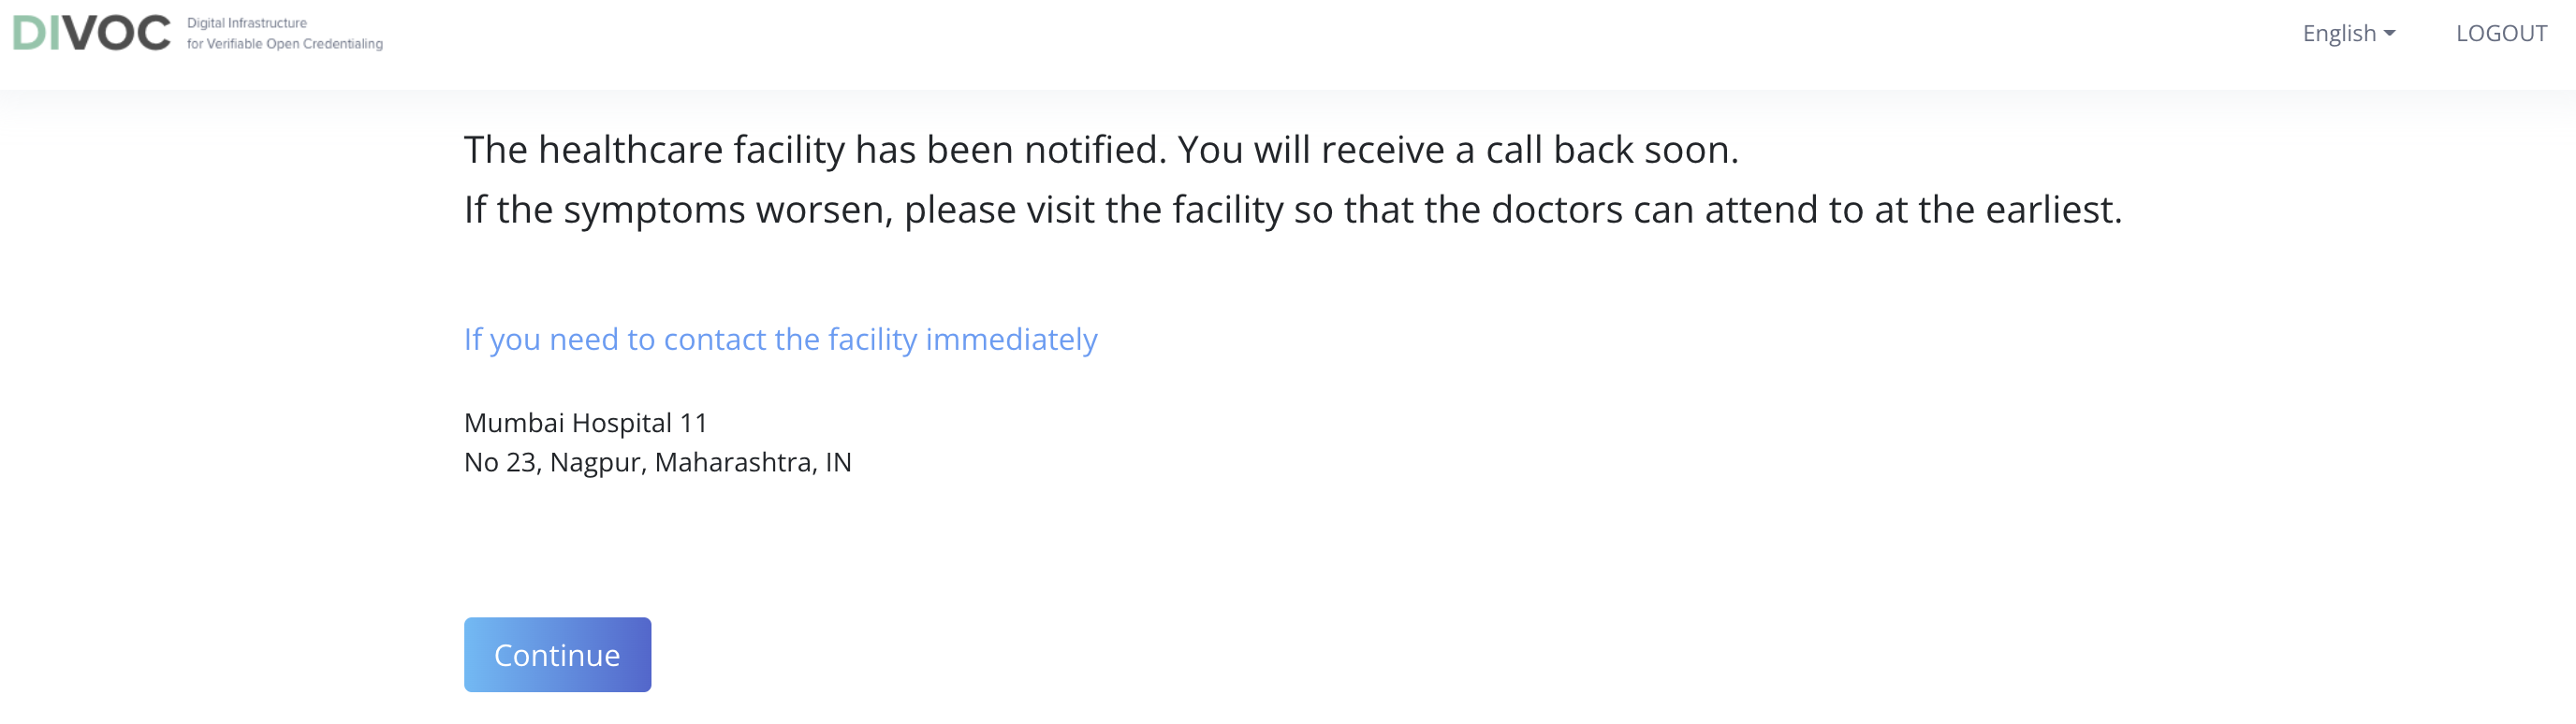 DIVOC
Digital Infrastructure
for Verifiable Open Credentialing
English
LOGOUT
The healthcare facility has been notified. You will receive a call back soon.
If the symptoms worsen, please visit the facility so that the doctors can attend to at the earliest.
If you need to contact the facility immediately
Mumbai Hospital 11
No 23, Nagpur, Maharashtra, IN
Continue